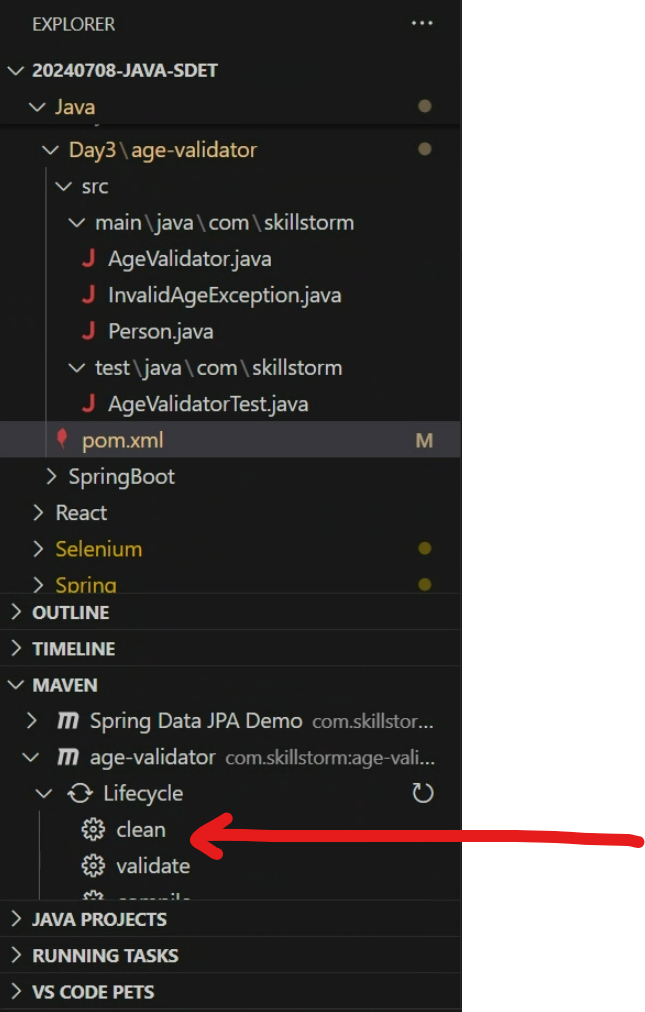 EXPLORER
20240708-JAVA-SDET
Java
Day3\age-validator
src
main\java\com\skillstorm
AgeValidator.java
InvalidAgeException.java
Person.java
test\java\com\skillstorm
AgeValidatorTest.java
pom.xml M
SpringBoot
React
Selenium
Spring
OUTLINE
TIMELINE
MAVEN
Spring Data JPA Demo com.skillstor...
age-validator com.skillstorm:age-vali...
Lifecycle
clean
validate
compile
JAVA PROJECTS
RUNNING TASKS
VS CODE PETS